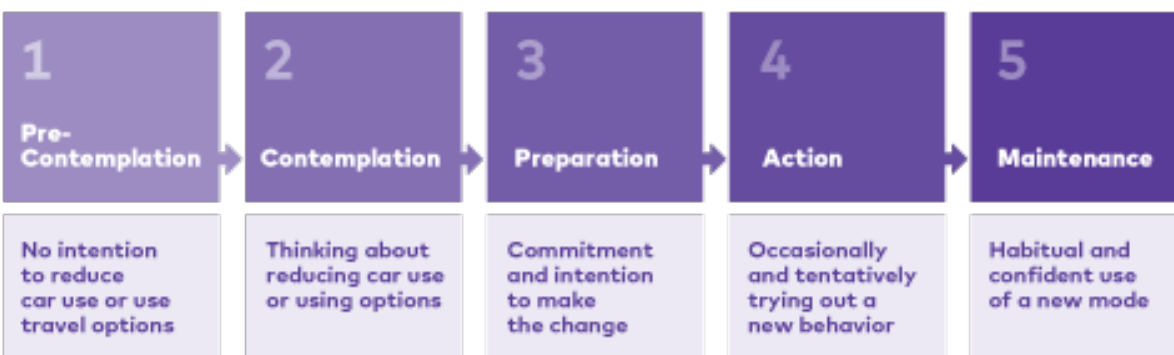 1
Pre-
Contemplation
2
Contemplation
3
Preparation
4
Action
5
Maintenance
No intention
to reduce
car use or use
travel options
Thinking about
reducing car use
or using options
Commitment
and intention
to make
the change
Occasionally
and tentatively
trying out a
new behavior
Habitual and
confident use
of a new mode